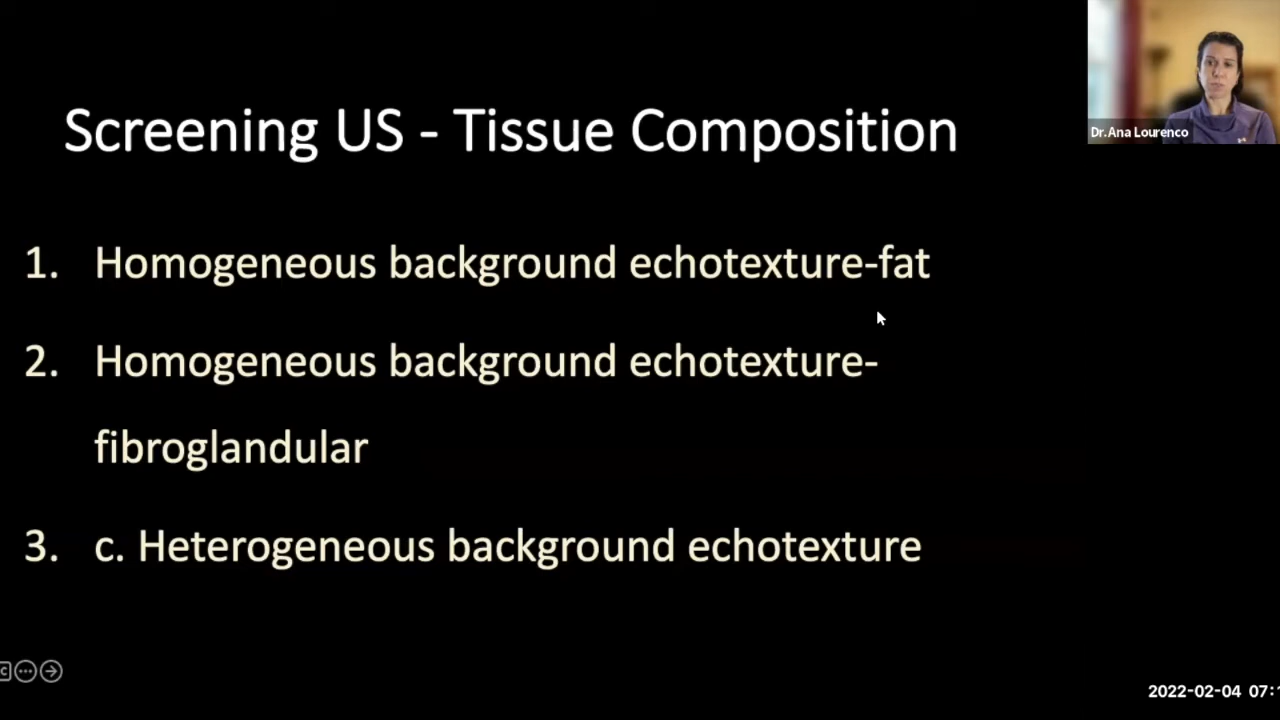 Dr. Ana Lourenco
Screening US - Tissue Composition
1. Homogeneous background echotexture-fat
2. Homogeneous background echotexture-
fibroglandular
3. c. Heterogeneous background echotexture
2022-02-04